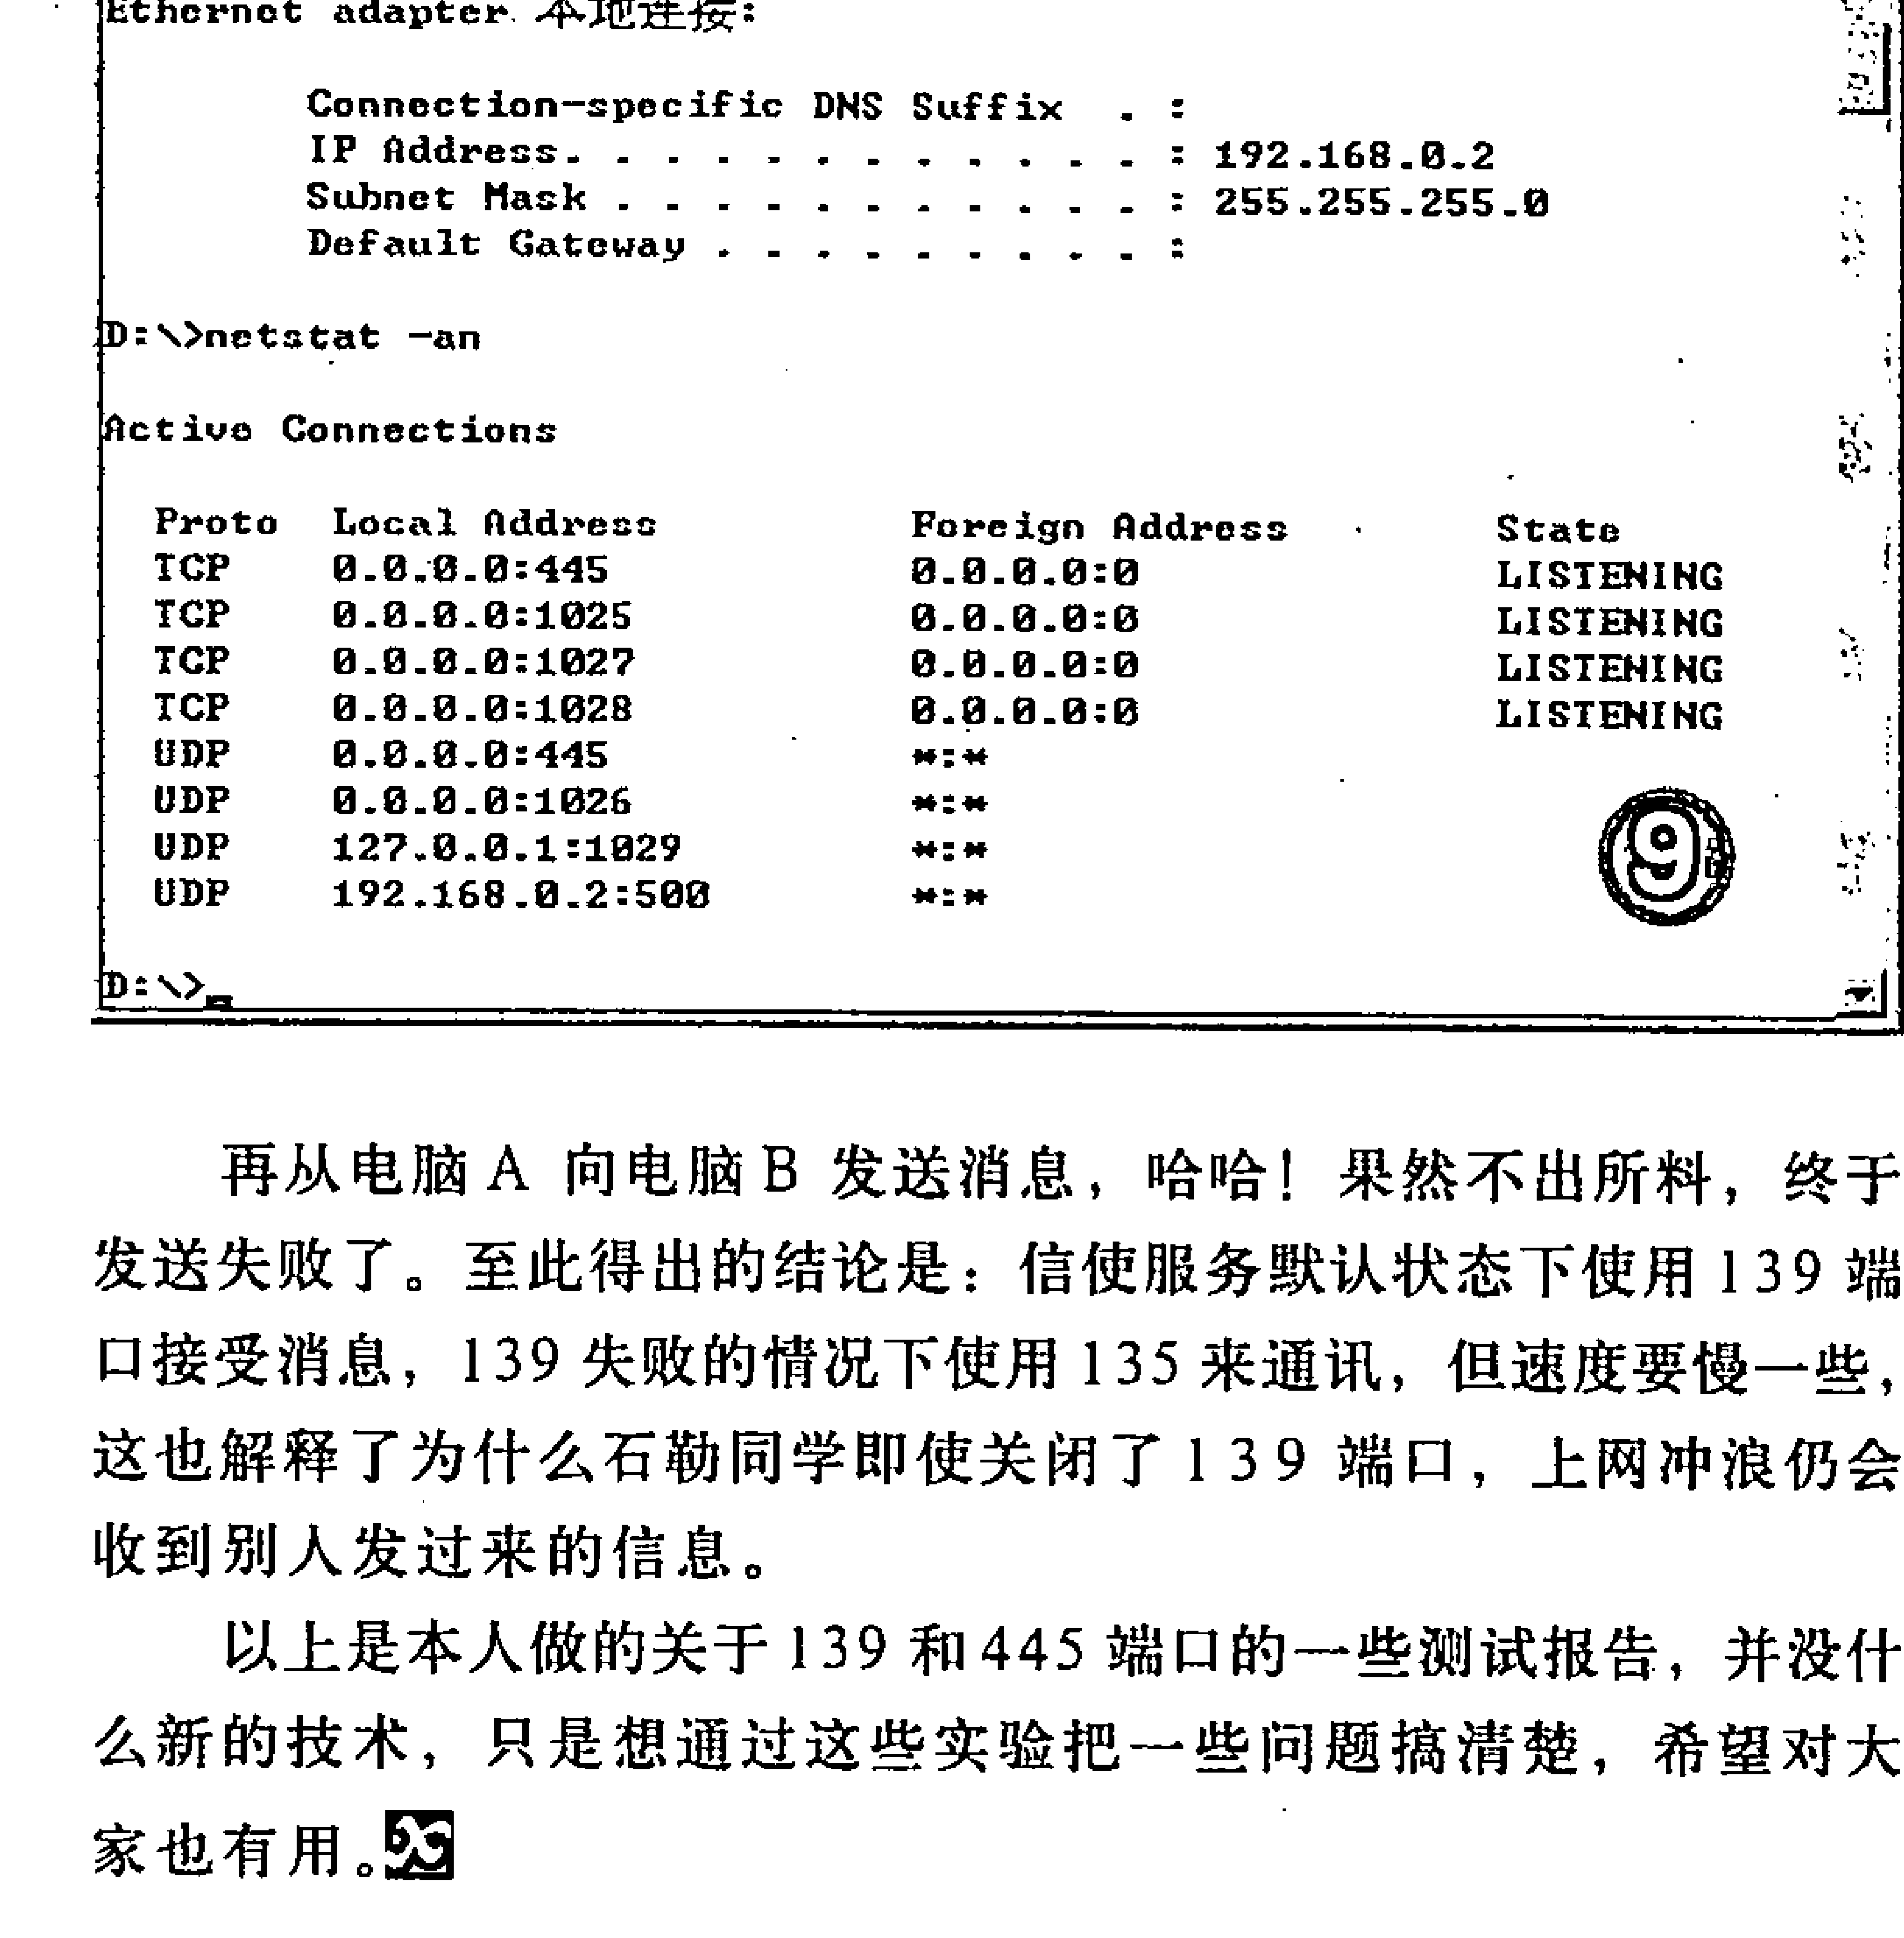 Ethernet adapter 本地连接:
Connection-specific DNS Suffix . :
IP Address. . . . . . . . . . . . : 192.168.0.2
Subnet Mask . . . . . . . . . . . : 255.255.255.0
Default Gateway . . . . . . . . . :
D:\>netstat -an
Active Connections
Proto Local Address Foreign Address State
TCP 0.0.0.0:445 0.0.0.0:0 LISTENING
TCP 0.0.0.0:1025 0.0.0.0:0 LISTENING
TCP 0.0.0.0:1027 0.0.0.0:0 LISTENING
TCP 0.0.0.0:1028 0.0.0.0:0 LISTENING
UDP 0.0.0.0:445 *:*
UDP 0.0.0.0:1026 *:*
UDP 127.0.0.1:1029 *:*
UDP 192.168.0.2:500 *:*
9
D:\>_
再从电脑A 向电脑B 发送消息，哈哈！果然不出所料，终于
发送失败了。至此得出的结论是：信使服务默认状态下使用139 端
口接受消息，139 失败的情况下使用135 来通讯，但速度要慢一些，
这也解释了为什么石勒同学即使关闭了139 端口，上网冲浪仍会
收到别人发过来的信息。
以上是本人做的关于139 和445 端口的一些测试报告，并没什
么新的技术，只是想通过这些实验把一些问题搞清楚，希望对大
家也有用。